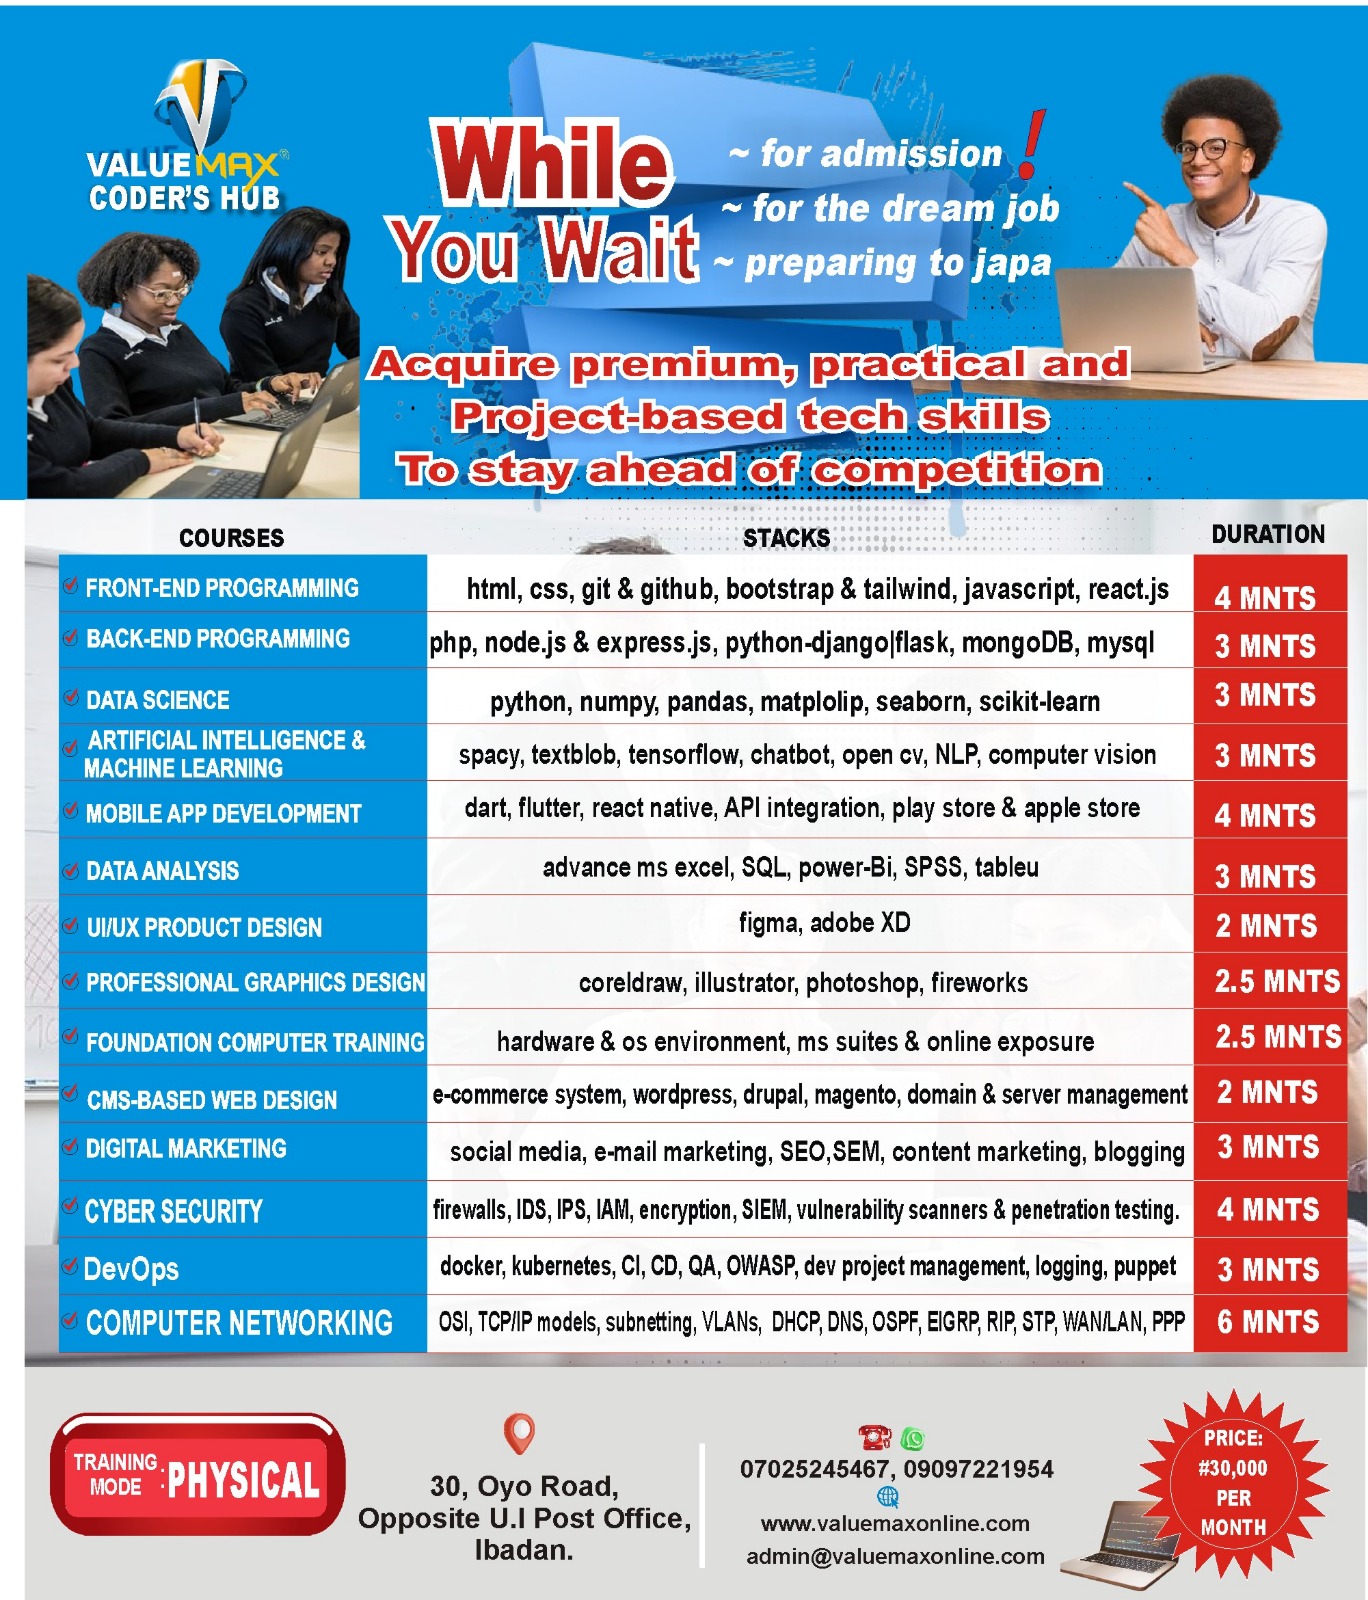 VALUEMAX®
CODER'S HUB
While
You Wait
~ for admission !
~ for the dream job
~ preparing to japa
Acquire premium, practical and
Project-based tech skills
To stay ahead of competition
COURSES STACKS DURATION
FRONT-END PROGRAMMING html, css, git & github, bootstrap & tailwind, javascript, react.js 4 MNTS
BACK-END PROGRAMMING php, node.js & express.js, python-django|flask, mongoDB, mysql 3 MNTS
DATA SCIENCE python, numpy, pandas, matplolip, seaborn, scikit-learn 3 MNTS
ARTIFICIAL INTELLIGENCE &
MACHINE LEARNING spacy, textblob, tensorflow, chatbot, open cv, NLP, computer vision 3 MNTS
MOBILE APP DEVELOPMENT dart, flutter, react native, API integration, play store & apple store 4 MNTS
DATA ANALYSIS advance ms excel, SQL, power-Bi, SPSS, tableu 3 MNTS
UI/UX PRODUCT DESIGN figma, adobe XD 2 MNTS
PROFESSIONAL GRAPHICS DESIGN coreldraw, illustrator, photoshop, fireworks 2.5 MNTS
FOUNDATION COMPUTER TRAINING hardware & os environment, ms suites & online exposure 2.5 MNTS
CMS-BASED WEB DESIGN e-commerce system, wordpress, drupal, magento, domain & server management 2 MNTS
DIGITAL MARKETING social media, e-mail marketing, SEO,SEM, content marketing, blogging 3 MNTS
CYBER SECURITY firewalls, IDS, IPS, IAM, encryption, SIEM, vulnerability scanners & penetration testing. 4 MNTS
DevOps docker, kubernetes, CI, CD, QA, OWASP, dev project management, logging, puppet 3 MNTS
COMPUTER NETWORKING OSI, TCP/IP models, subnetting, VLANs, DHCP, DNS, OSPF, EIGRP, RIP, STP, WAN/LAN, PPP 6 MNTS
TRAINING
MODE : PHYSICAL
30, Oyo Road,
Opposite U.I Post Office,
Ibadan.
07025245467, 09097221954
www.valuemaxonline.com
admin@valuemaxonline.com
PRICE:
#30,000
PER
MONTH